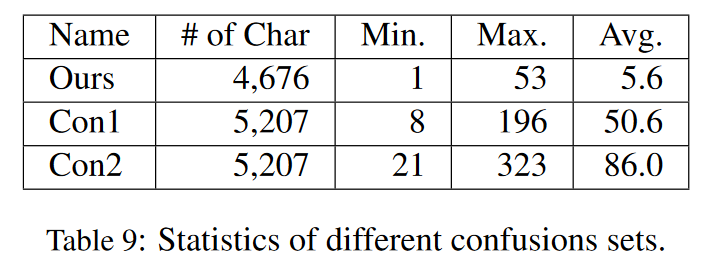 Name # of Char Min. Max. Avg.
Ours 4,676 1 53 5.6
Con1 5,207 8 196 50.6
Con2 5,207 21 323 86.0
Table 9: Statistics of different confusions sets.